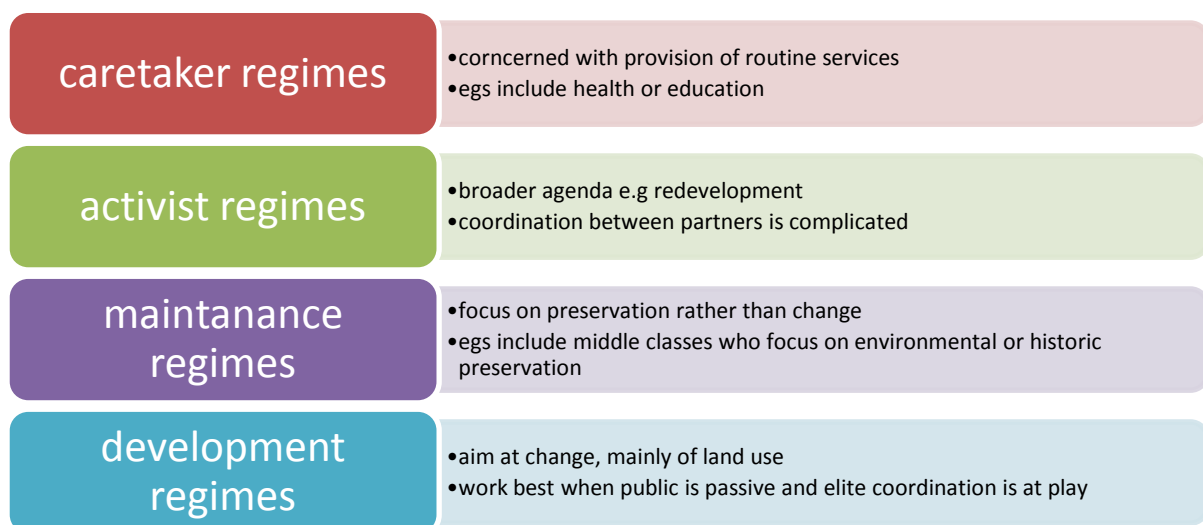 caretaker regimes
•corncerned with provision of routine services
•egs include health or education
activist regimes
•broader agenda e.g redevelopment
•coordination between partners is complicated
maintanance
regimes
•focus on preservation rather than change
•egs include middle classes who focus on environmental or historic
preservation
development
regimes
•aim at change, mainly of land use
•work best when public is passive and elite coordination is at play